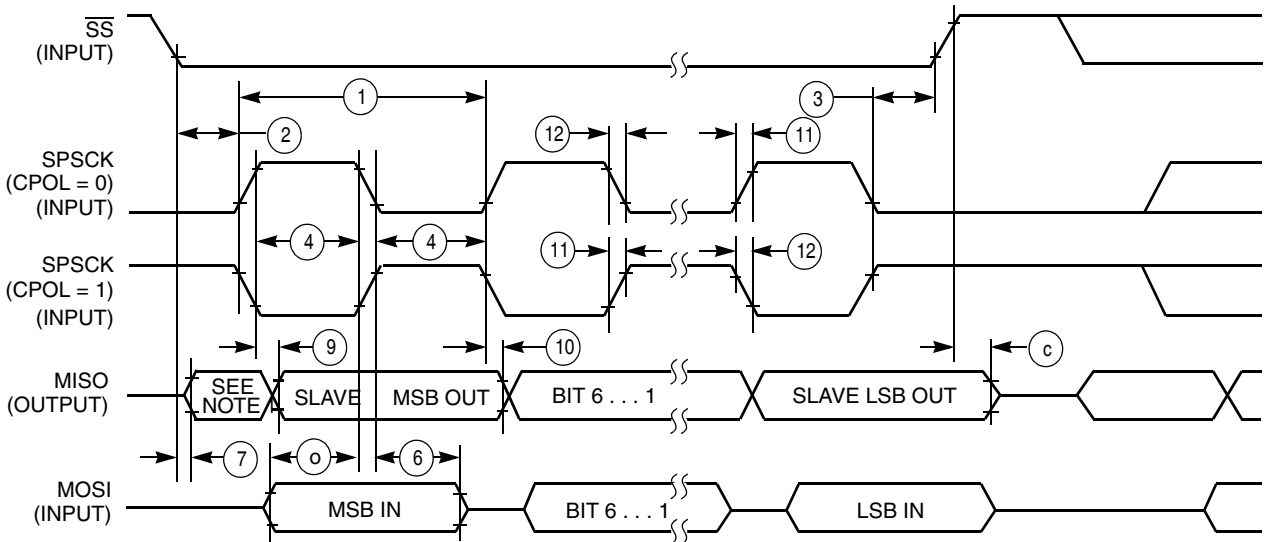 SS
(INPUT)
1
3
2
12
11
SPSCK
(CPOL = 0)
(INPUT)
4
4
SPSCK
(CPOL = 1)
(INPUT)
11
12
9
10
c
MISO
(OUTPUT)
SEE
NOTE
SLAVE
MSB OUT
BIT 6 . . . 1
SLAVE LSB OUT
7
o
6
MOSI
(INPUT)
MSB IN
BIT 6 . . . 1
LSB IN